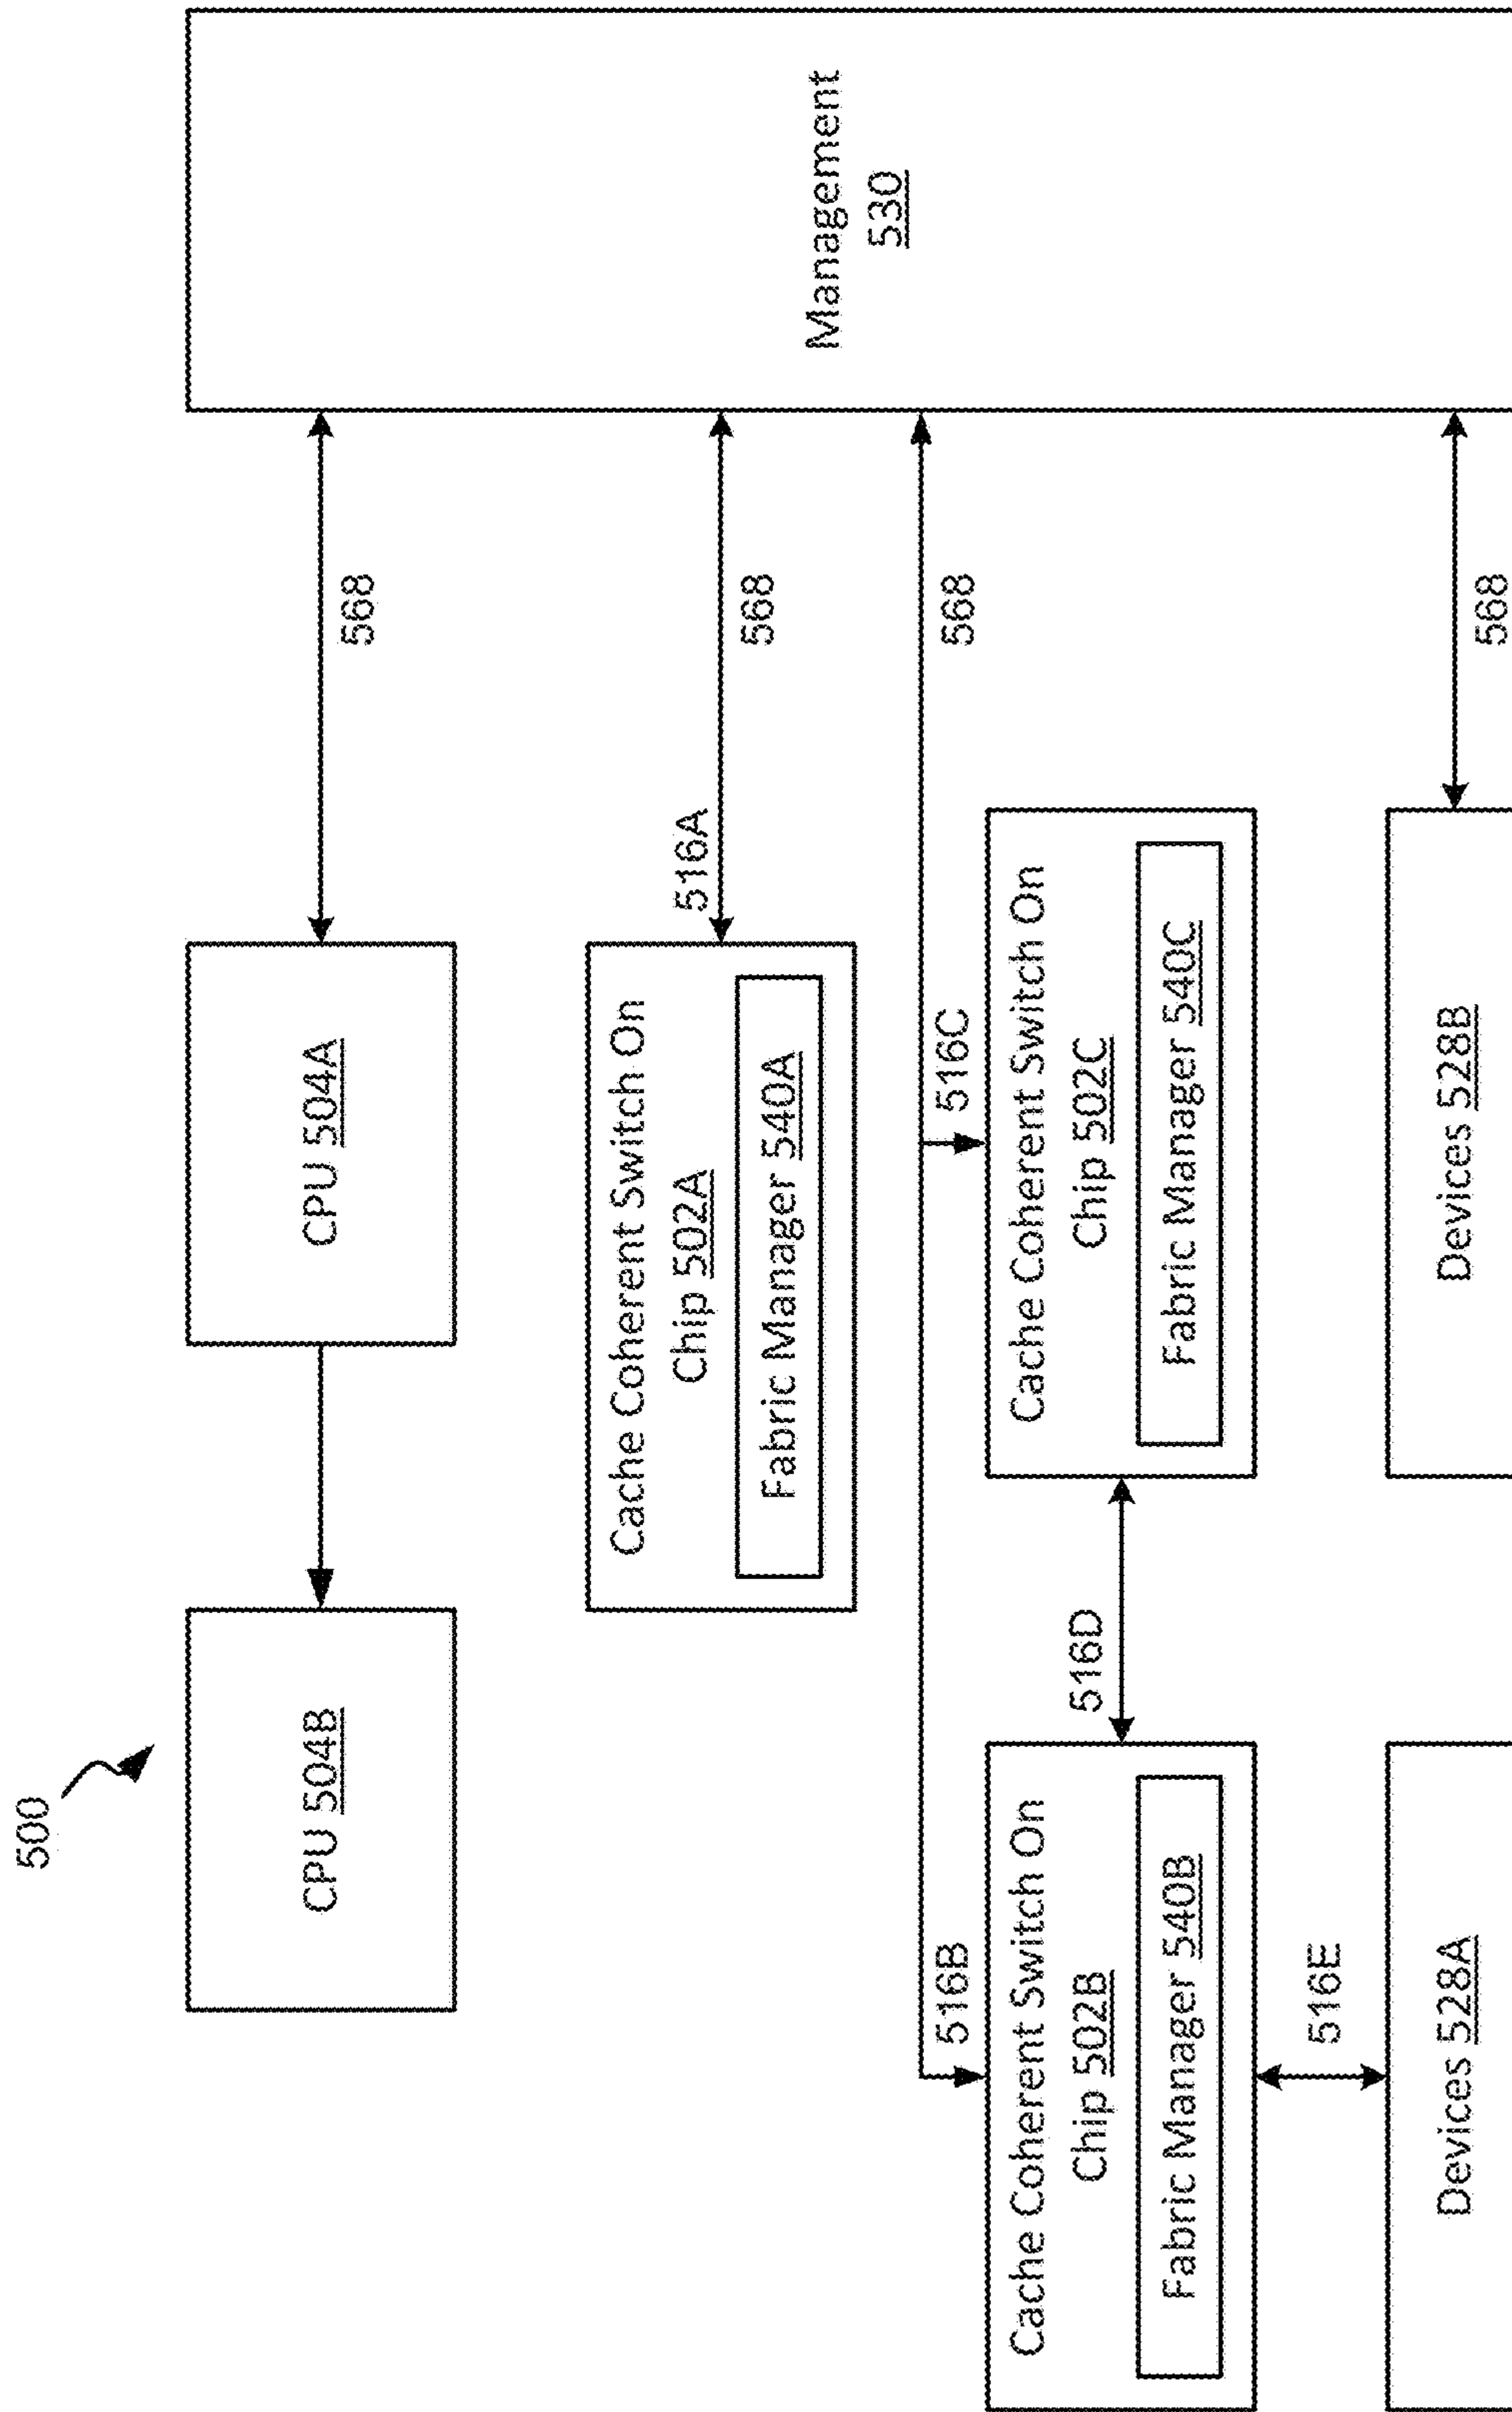 500
CPU 504B
CPU 504A
568
Management
530
Cache Coherent Switch On
Chip 502A
Fabric Manager 540A
516A
568
516B
516C
568
Cache Coherent Switch On
Chip 502B
Fabric Manager 540B
516D
Cache Coherent Switch On
Chip 502C
Fabric Manager 540C
516E
Devices 528A
Devices 528B
568